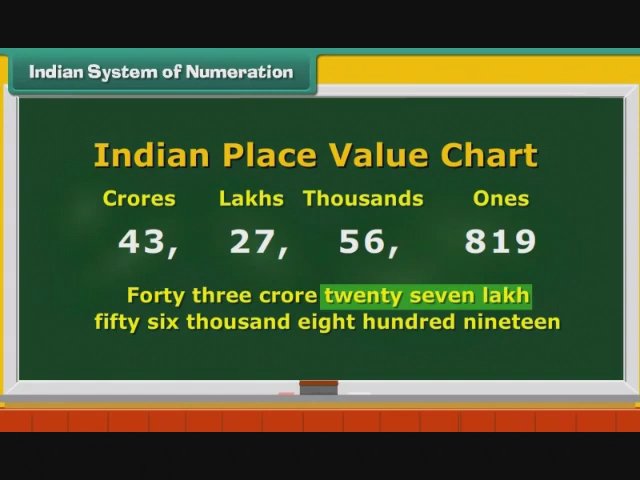 Indian System of Numeration
Indian Place Value Chart
Crores Lakhs Thousands Ones
43, 27, 56, 819
Forty three crore twenty seven lakh
fifty six thousand eight hundred nineteen